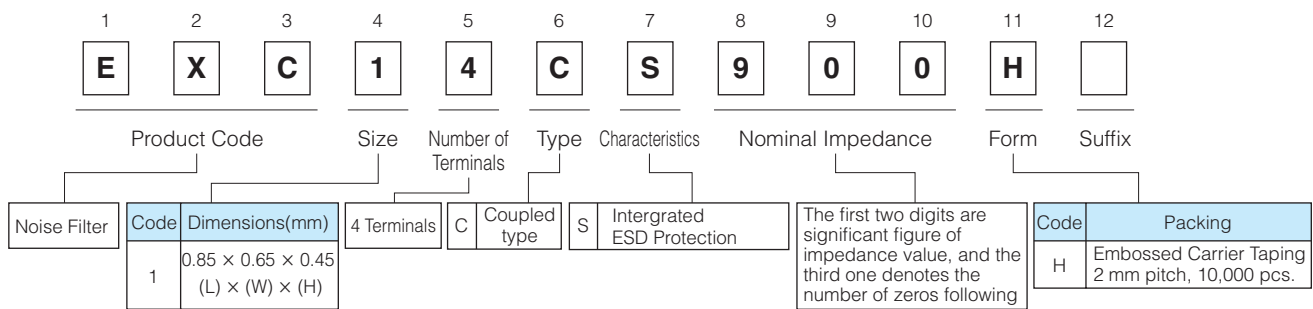 1 2 3 4 5 6 7 8 9 10 11 12
E X C 1 4 C S 9 0 0 H
Product Code Size Number of Terminals Type Characteristics Nominal Impedance Form Suffix
Noise Filter
Code Dimensions(mm)
1 0.85 × 0.65 × 0.45
(L) × (W) × (H)
4 Terminals
C Coupled
type
S Intergrated
ESD Protection
The first two digits are
significant figure of
impedance value, and the
third one denotes the
number of zeros following
Code Packing
H Embossed Carrier Taping
2 mm pitch, 10,000 pcs.